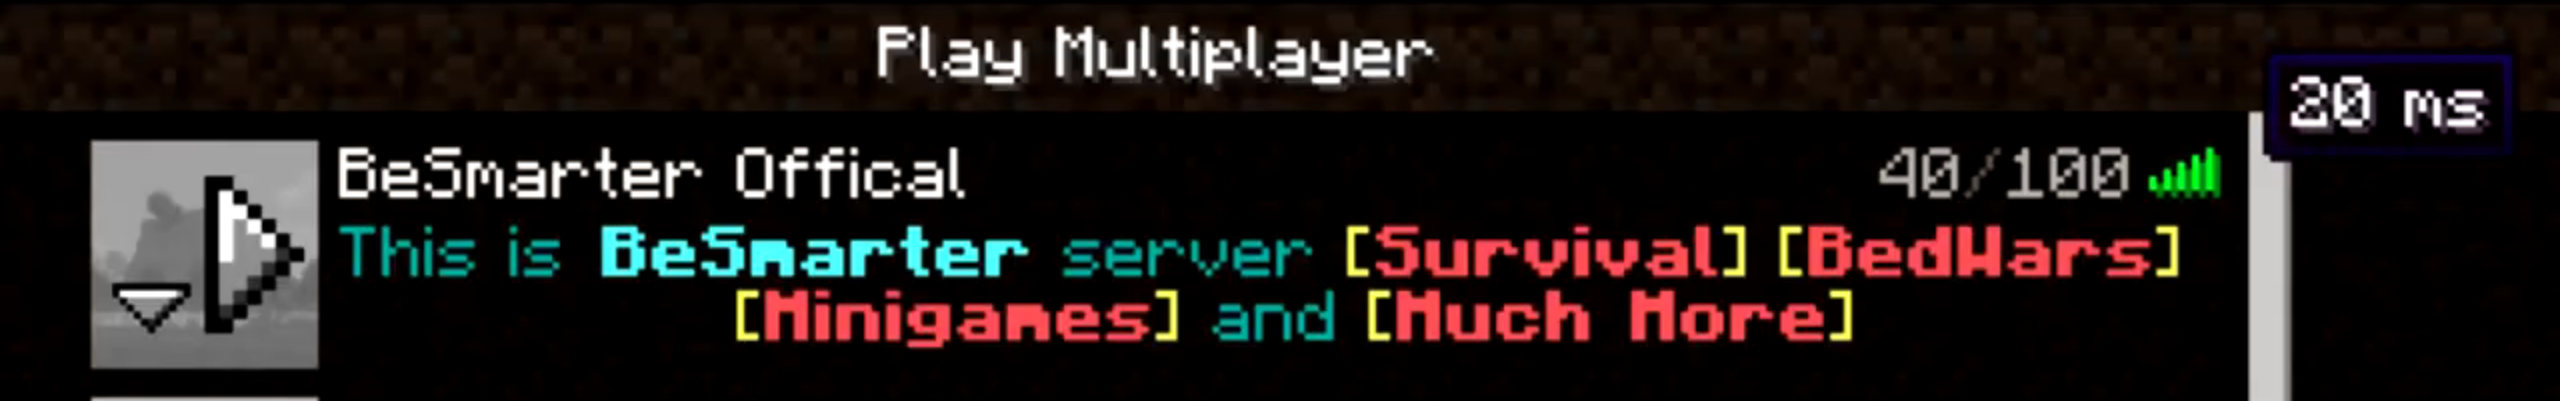 Play Multiplayer
20 ms
BeSmarter Offical
40/100
This is BeSmarter server [Survival] [BedWars]
[Minigames] and [Much More]